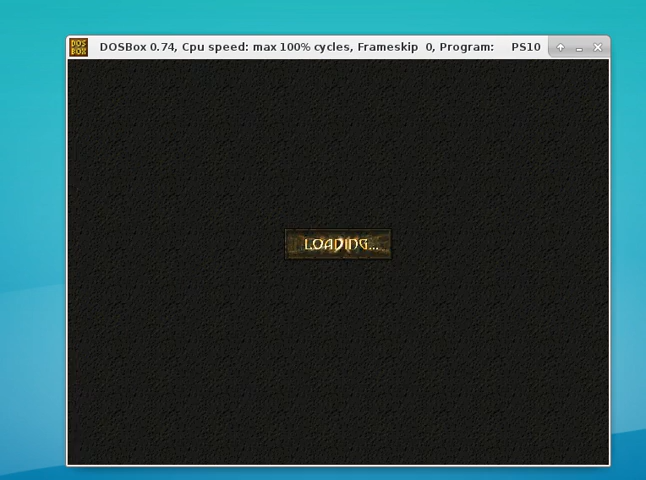 DOS
BOX
DOSBox 0.74, Cpu speed: max 100% cycles, Frameskip 0, Program: PS10
LOADING...